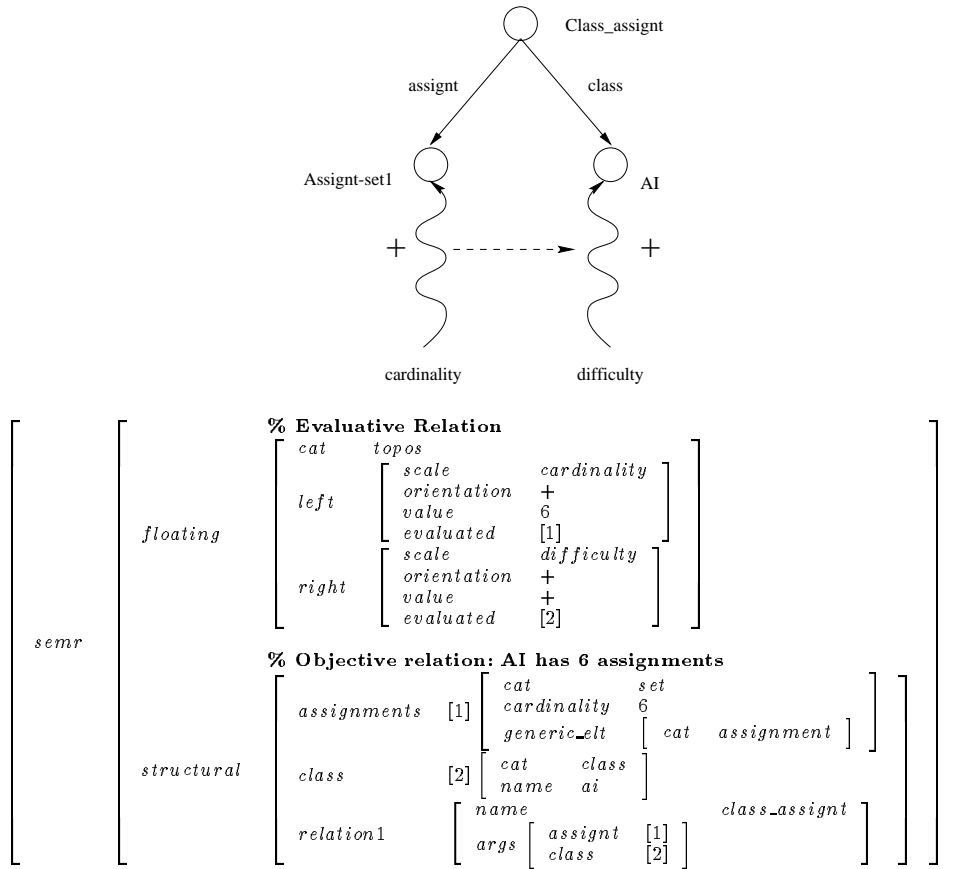 Class_assignt
assignt class
Assignt-set1 AI
+ +
cardinality difficulty
% Evaluative Relation
cat topos
scale cardinality
orientation +
left
value 6
evaluated [1]
floating
scale difficulty
orientation +
right
value +
evaluated [2]
semr
% Objective relation: AI has 6 assignments
cat set
assignments [1] cardinality 6
generic_elt cat assignment
structural
class [2] cat class
name ai
name class_assignt
relation1
args assignt [1]
class [2]